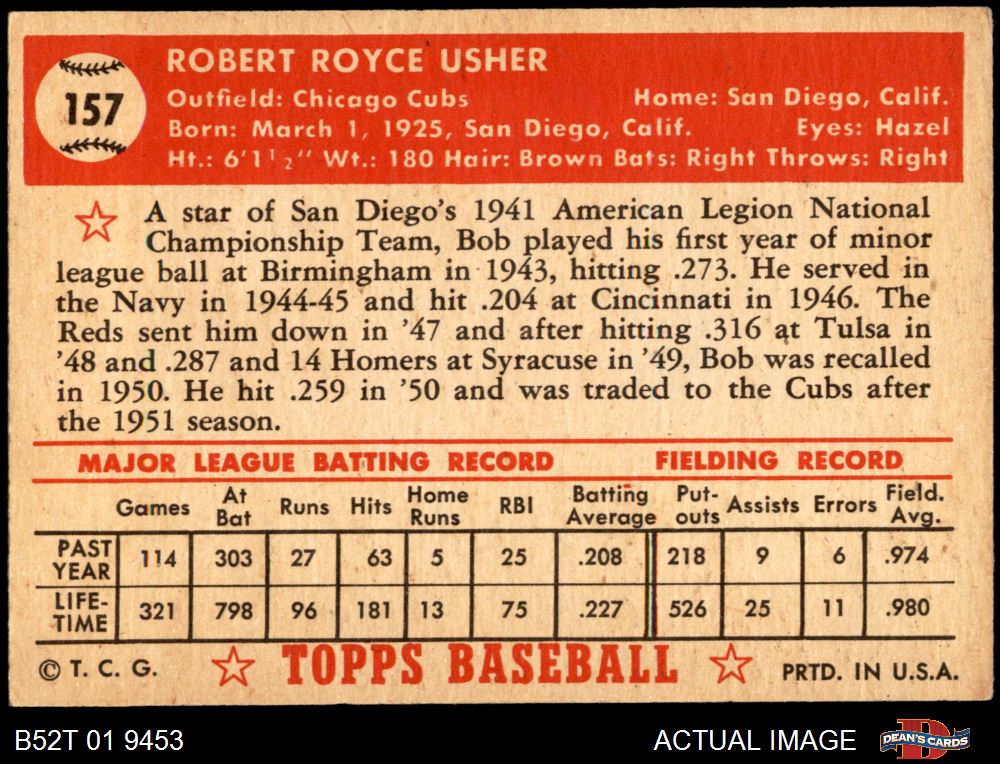 157
ROBERT ROYCE USHER
Outfield: Chicago Cubs Home: San Diego, Calif.
Born: March 1, 1925, San Diego, Calif. Eyes: Hazel
Ht.: 6'1 1/2" Wt.: 180 Hair: Brown Bats: Right Throws: Right
A star of San Diego's 1941 American Legion National
Championship Team, Bob played his first year of minor
league ball at Birmingham in 1943, hitting .273. He served in
the Navy in 1944-45 and hit .204 at Cincinnati in 1946. The
Reds sent him down in '47 and after hitting .316 at Tulsa in
'48 and .287 and 14 Homers at Syracuse in '49, Bob was recalled
in 1950. He hit .259 in '50 and was traded to the Cubs after
the 1951 season.
MAJOR LEAGUE BATTING RECORD FIELDING RECORD
Games At Bat Runs Hits Home Runs RBI Batting Average Put-outs Assists Errors Field. Avg.
PAST YEAR 114 303 27 63 5 25 .208 218 9 6 .974
LIFE-TIME 321 798 96 181 13 75 .227 526 25 11 .980
© T. C. G. TOPPS BASEBALL PRTD. IN U.S.A.
B52T 01 9453 ACTUAL IMAGE DEAN'S CARDS